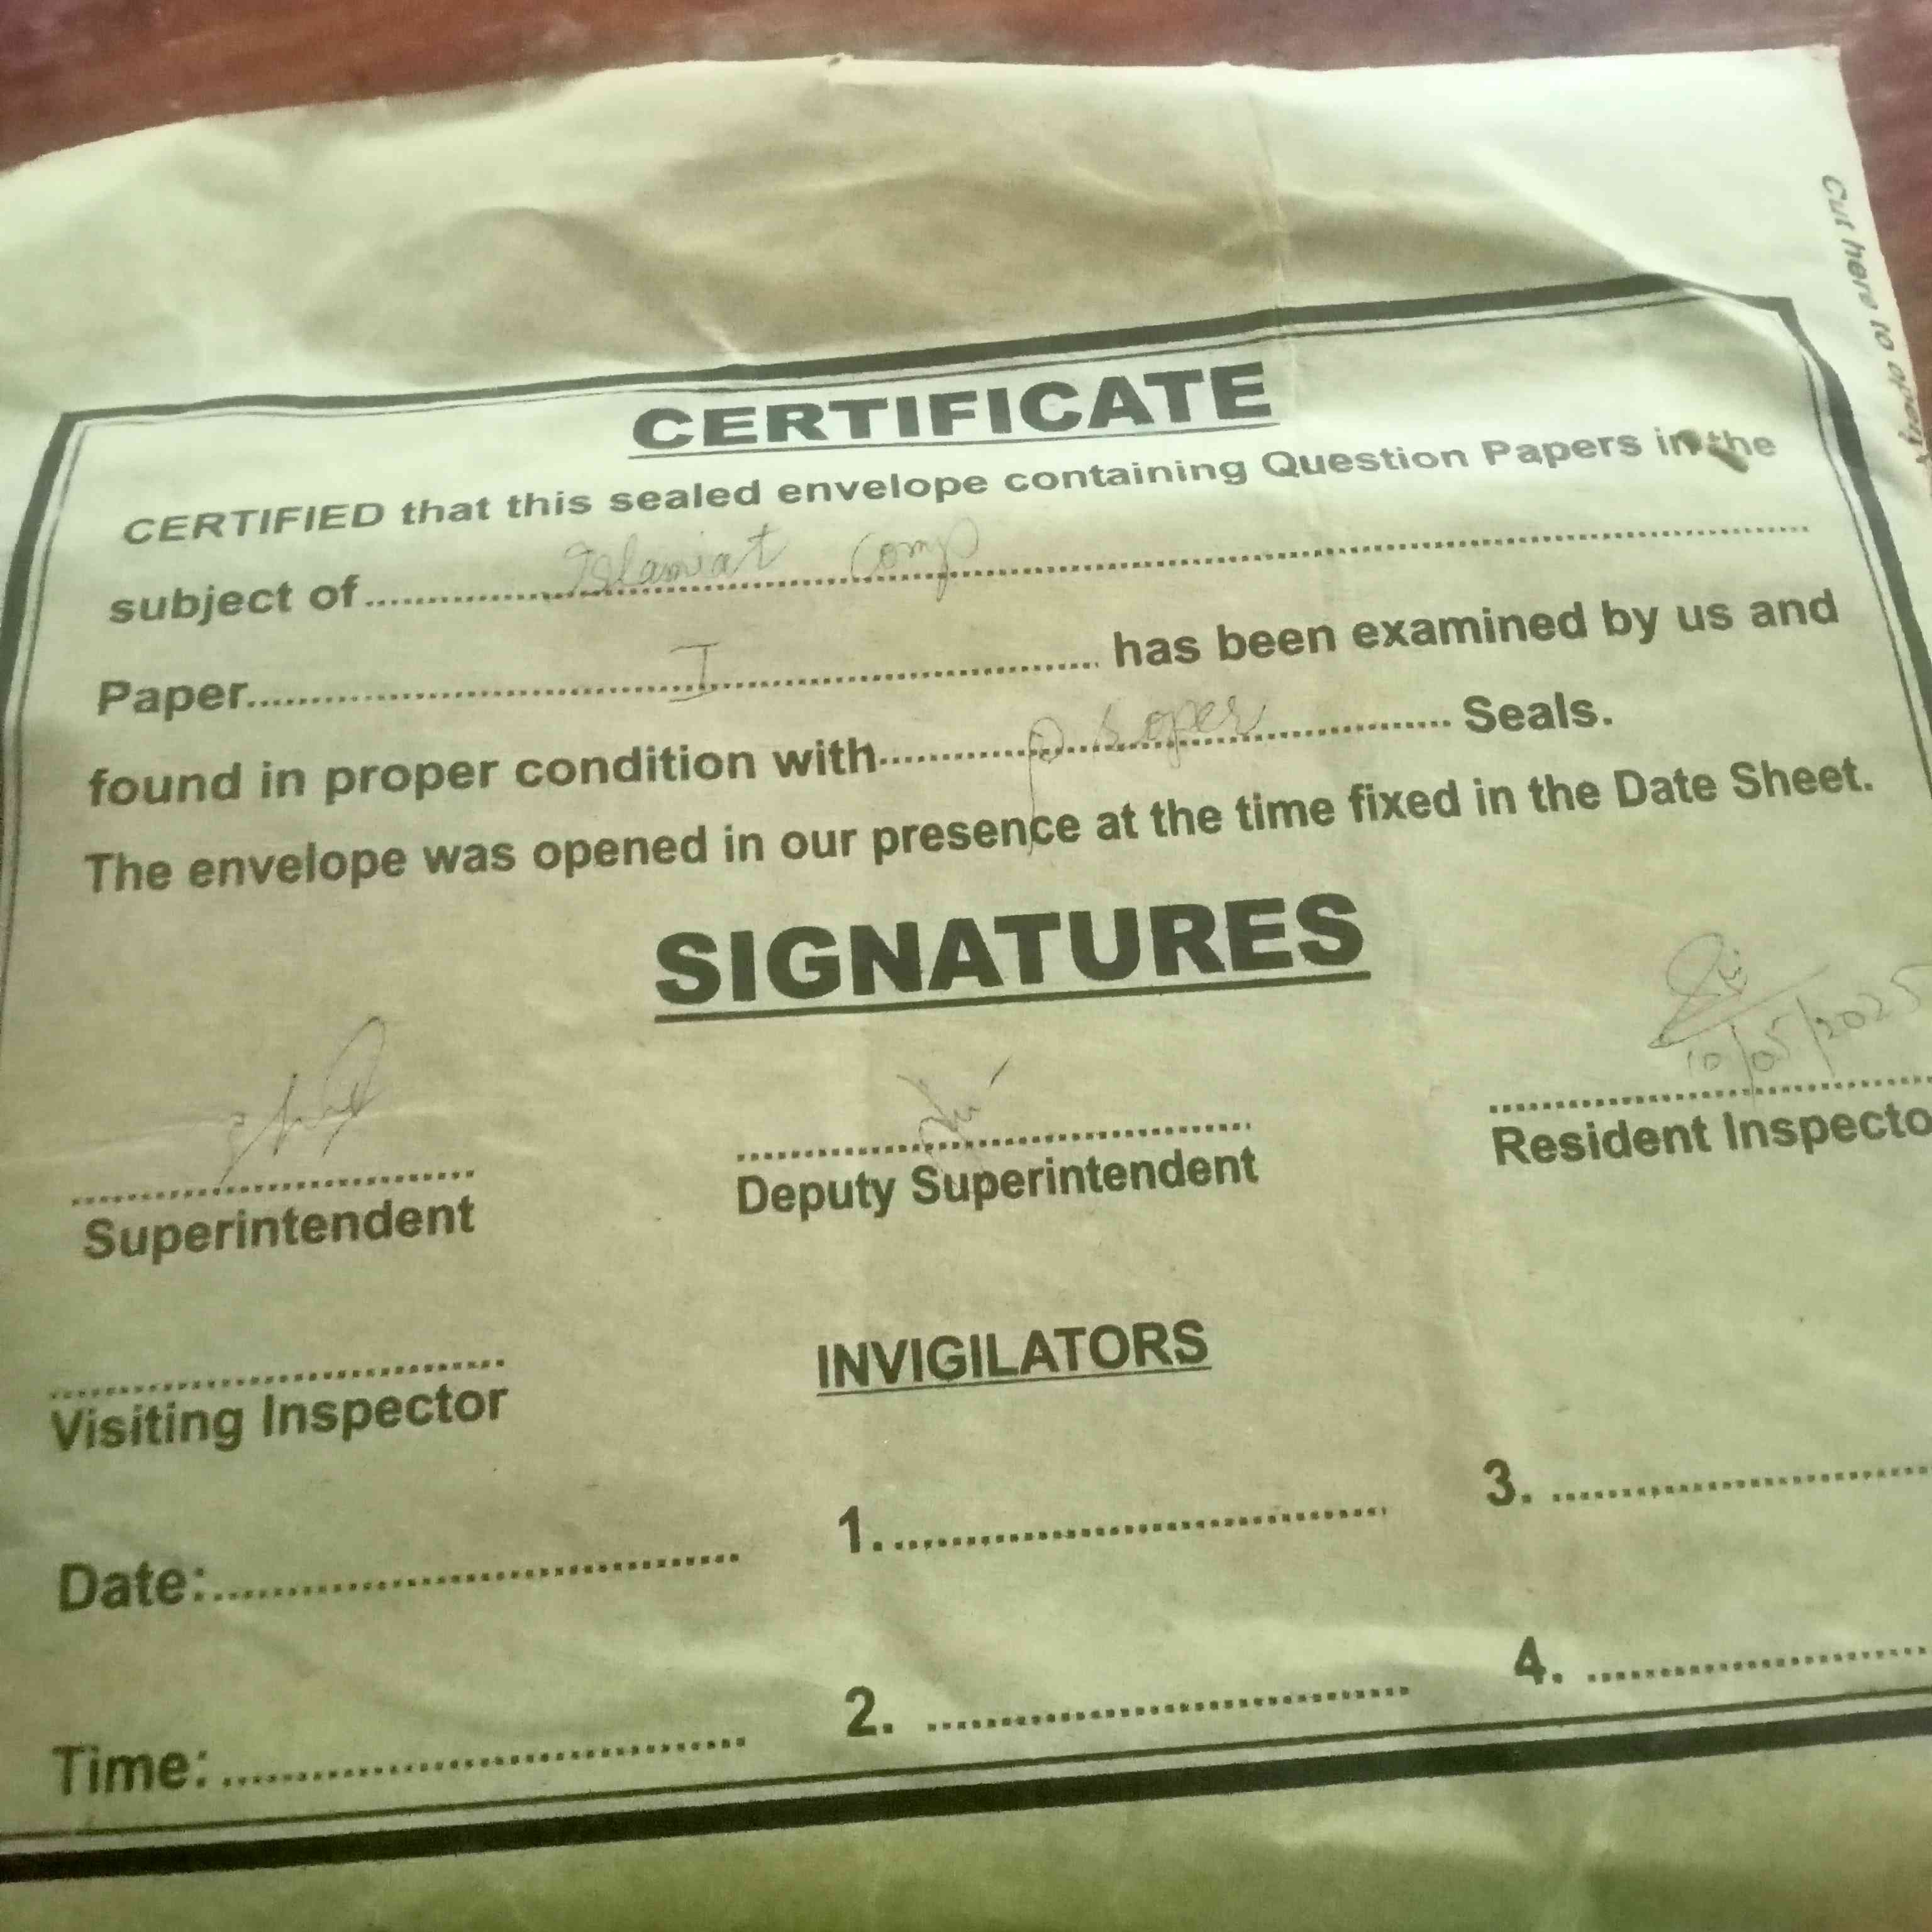 Cut here to open
CERTIFICATE
CERTIFIED that this sealed envelope containing Question Papers in the
subject of Islamiat Comp
Paper I has been examined by us and
found in proper condition with proper Seals.
The envelope was opened in our presence at the time fixed in the Date Sheet.
SIGNATURES
10/05/2025
Superintendent Deputy Superintendent Resident Inspecto
Visiting Inspector INVIGILATORS
Date: 1. 3.
Time: 2. 4.